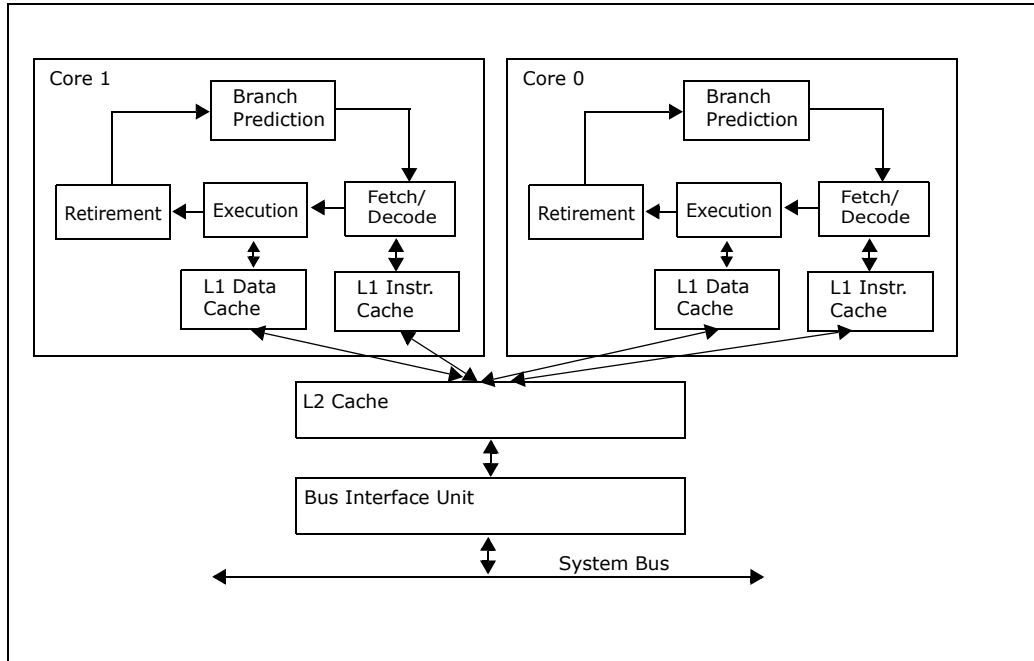 Core 1
Branch
Prediction
Retirement
Execution
Fetch/
Decode
L1 Data
Cache
L1 Instr.
Cache
Core 0
Branch
Prediction
Retirement
Execution
Fetch/
Decode
L1 Data
Cache
L1 Instr.
Cache
L2 Cache
Bus Interface Unit
System Bus